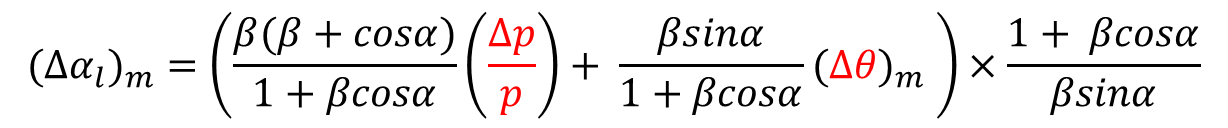 (Δα_l)_m = (β(β + cosα)/(1 + βcosα) (Δp/p) + βsinα/(1 + βcosα) (Δθ)_m) × (1 + βcosα)/(βsinα)